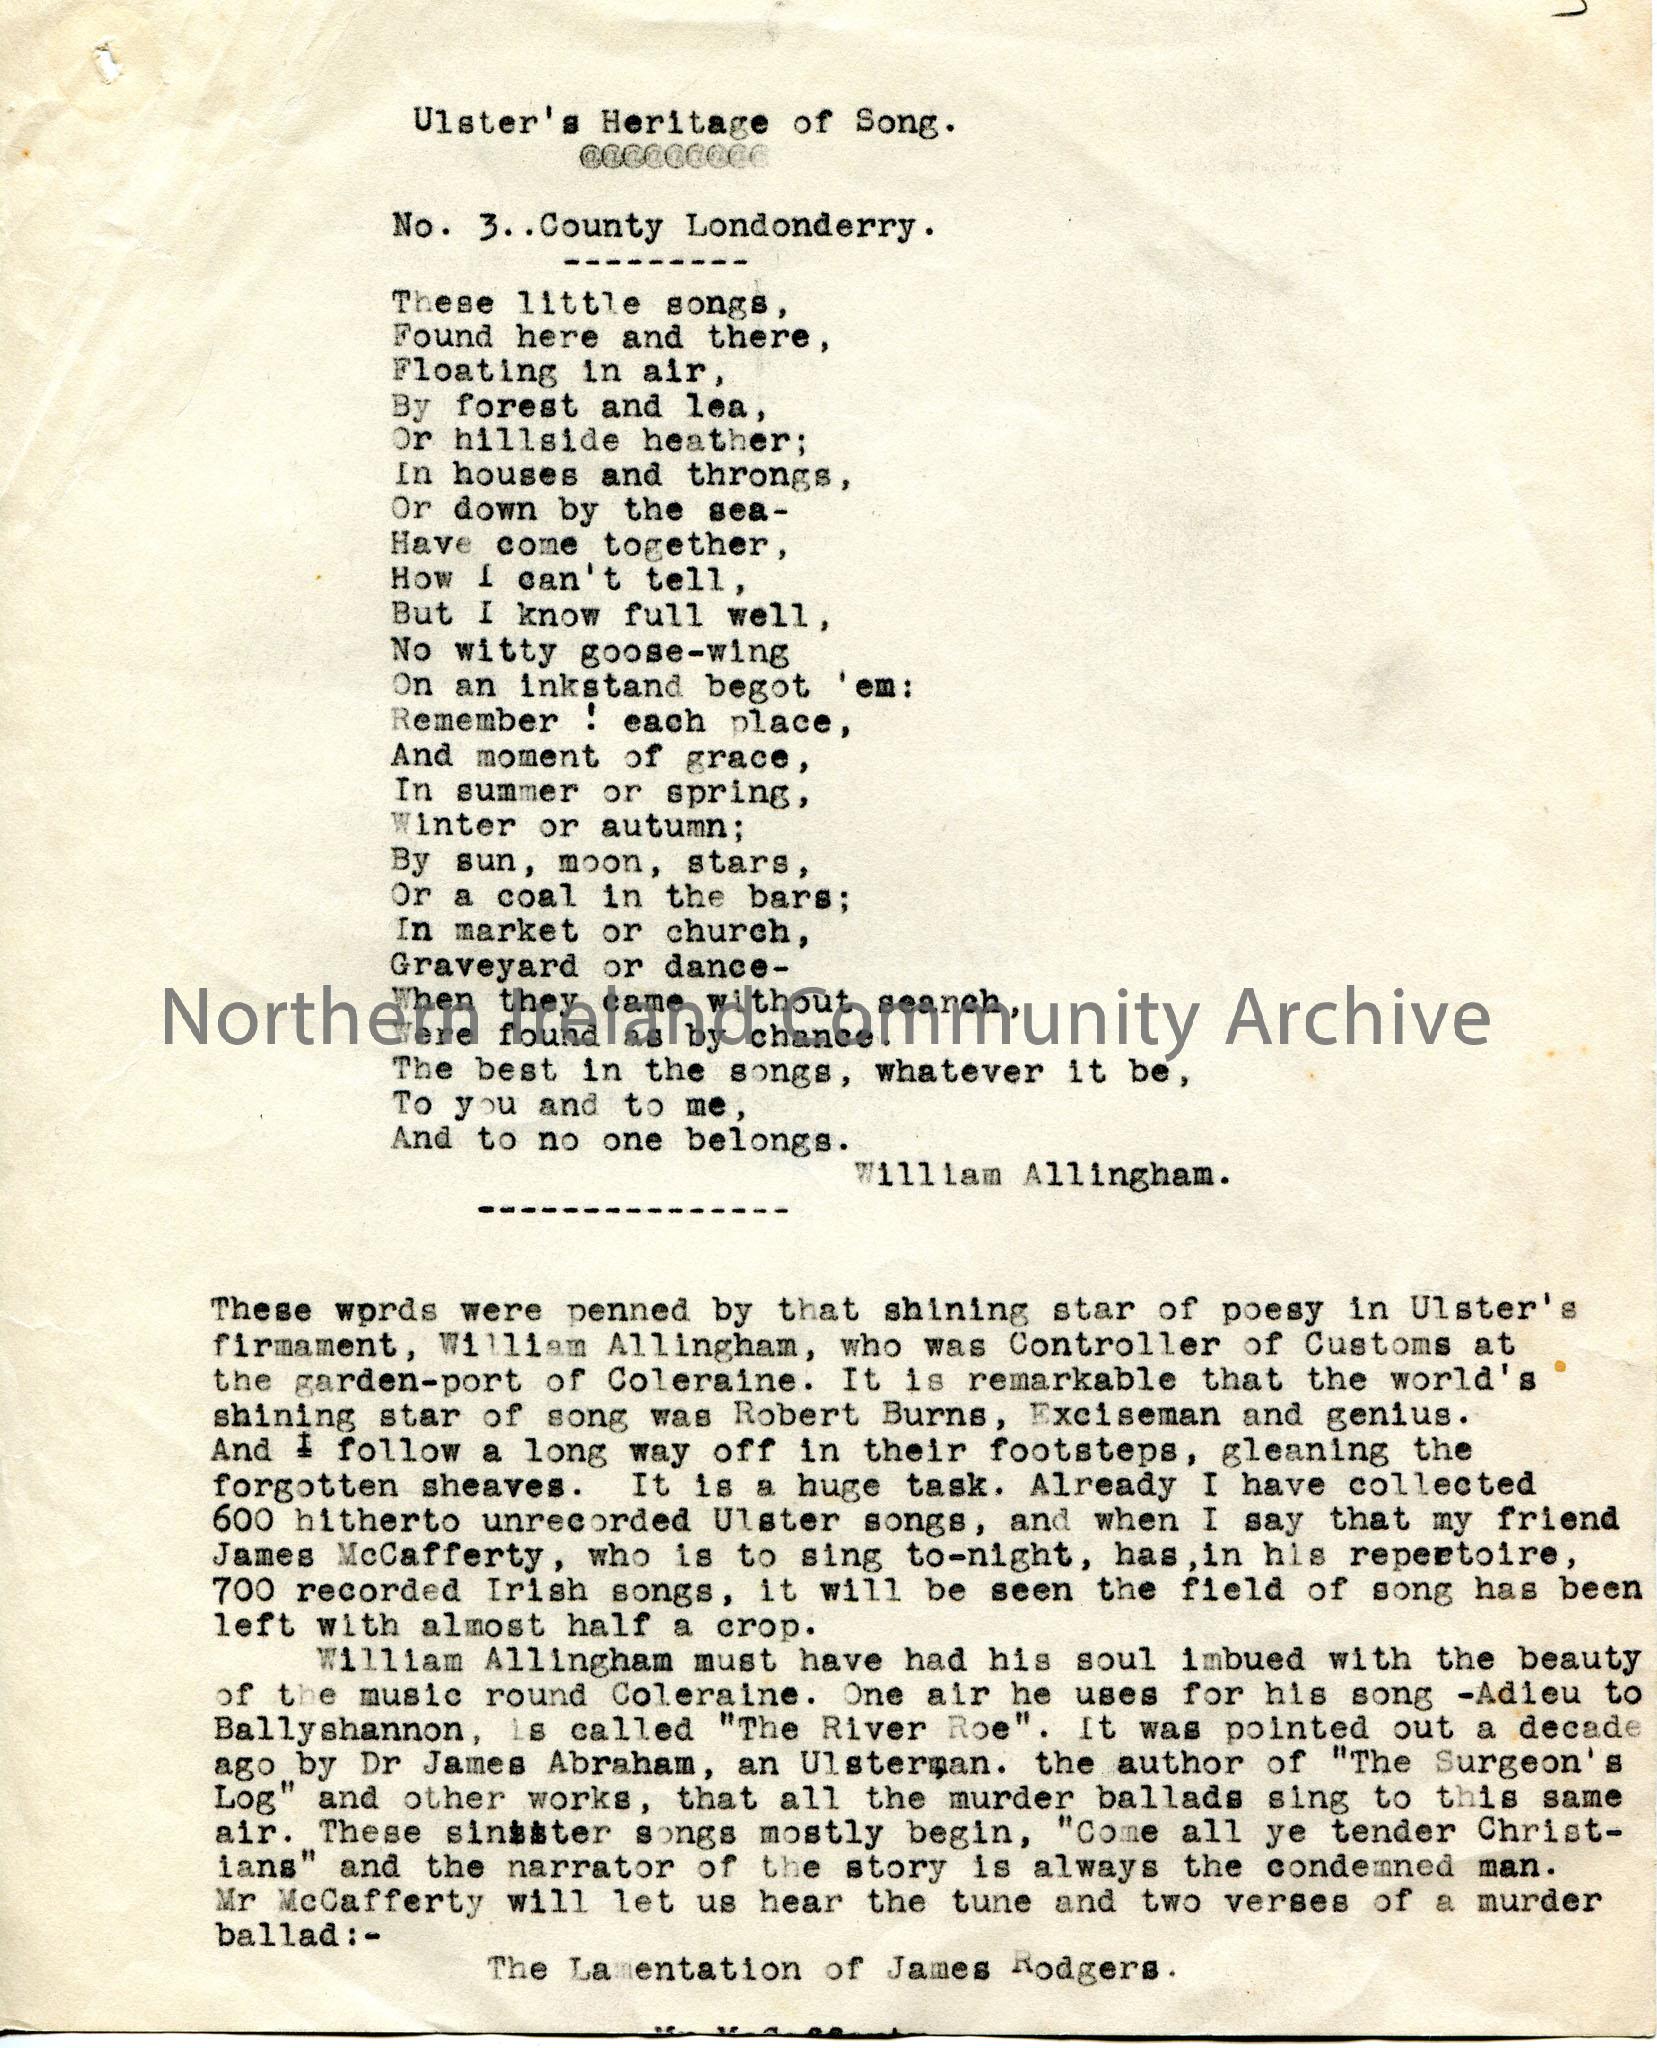 Ulster's Heritage of Song.
@@@@@@@@@
No. 3..County Londonderry.
---------
These little songs,
Found here and there,
Floating in air,
By forest and lea,
Or hillside heather;
In houses and throngs,
Or down by the sea-
Have come together,
How I can't tell,
But I know full well,
No witty goose-wing
On an inkstand begot 'em:
Remember ! each place,
And moment of grace,
In summer or spring,
Winter or autumn;
By sun, moon, stars,
Or a coal in the bars;
In market or church,
Graveyard or dance-
When they came without search,
Were found as by chance.
Northern Ireland Community Archive
The best in the songs, whatever it be,
To you and to me,
And to no one belongs.
William Allingham.
---------------
These words were penned by that shining star of poesy in Ulster's
firmament, William Allingham, who was Controller of Customs at
the garden-port of Coleraine. It is remarkable that the world's
shining star of song was Robert Burns, Exciseman and genius.
And I follow a long way off in their footsteps, gleaning the
forgotten sheaves.  It is a huge task. Already I have collected
600 hitherto unrecorded Ulster songs, and when I say that my friend
James McCafferty, who is to sing to-night, has,in his repertoire,
700 recorded Irish songs, it will be seen the field of song has been
left with almost half a crop.
William Allingham must have had his soul imbued with the beauty
of the music round Coleraine. One air he uses for his song -Adieu to
Ballyshannon, is called "The River Roe". It was pointed out a decade
ago by Dr James Abraham, an Ulsterman. the author of "The Surgeon's
Log" and other works, that all the murder ballads sing to this same
air. These sinister songs mostly begin, "Come all ye tender Christ-
ians" and the narrator of the story is always the condemned man.
Mr McCafferty will let us hear the tune and two verses of a murder
ballad:-
The Lamentation of James Rodgers.